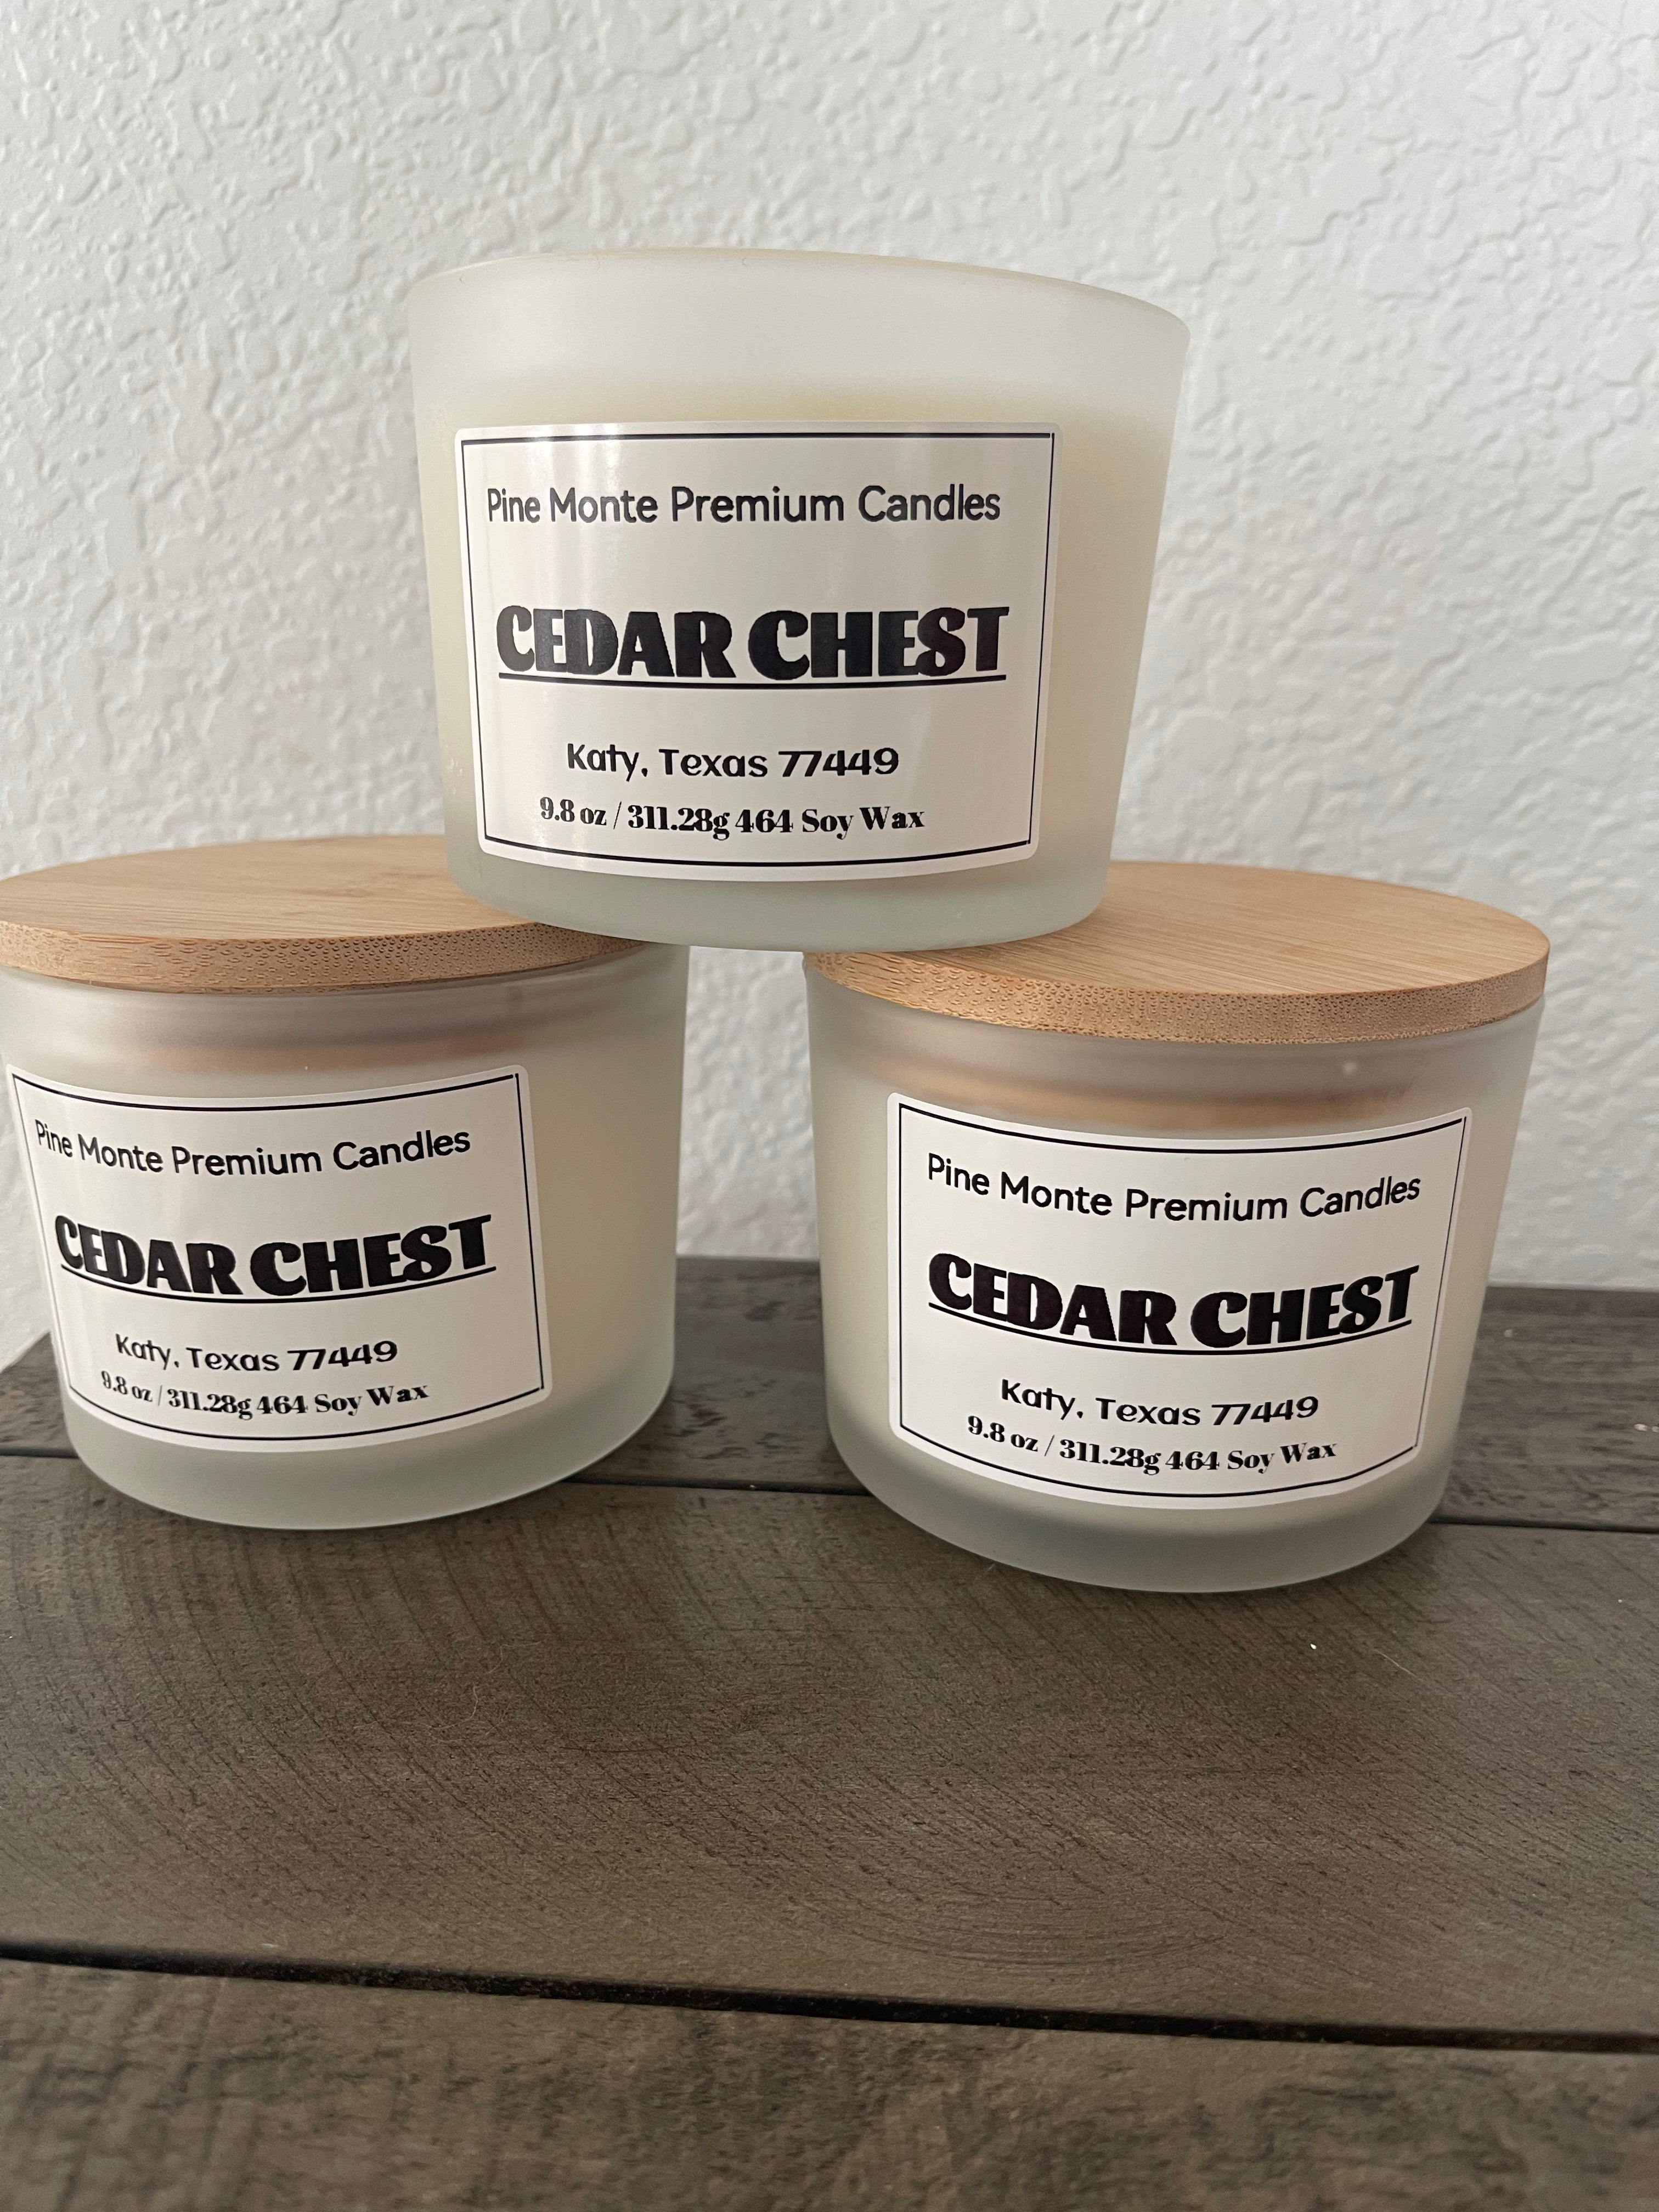 Pine Monte Premium Candles
CEDAR CHEST
Katy, Texas 77449
9.8 oz / 311.28g 464 Soy Wax
Pine Monte Premium Candles
CEDAR CHEST
Katy, Texas 77449
9.8 oz / 311.28g 464 Soy Wax
Pine Monte Premium Candles
CEDAR CHEST
Katy, Texas 77449
9.8 oz / 311.28g 464 Soy Wax